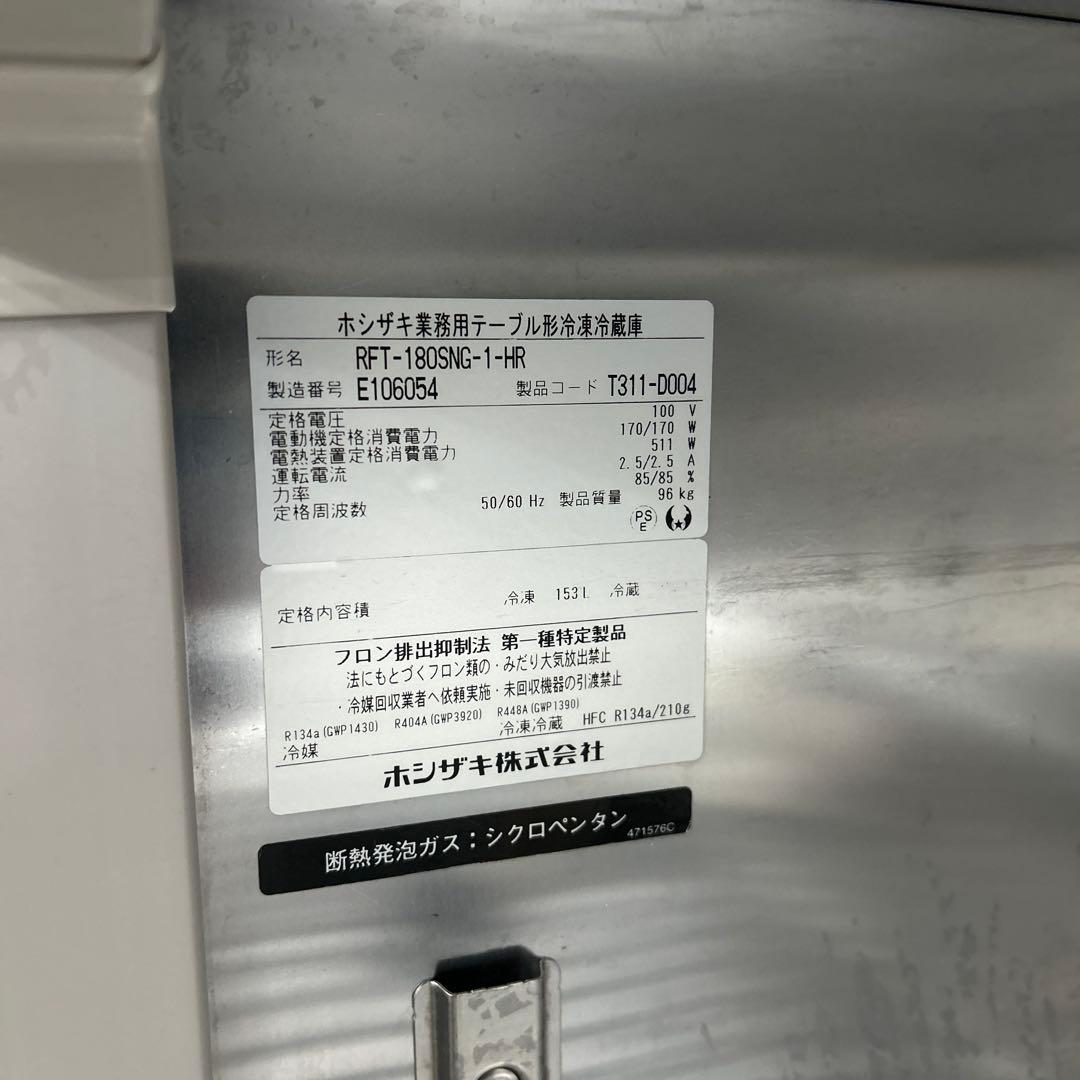 ホシザキ業務用テーブル形冷凍冷蔵庫
形名 RFT-180SNG-1-HR
製造番号 E106054 製品コード T311-D004
定格電圧 100 V
電動機定格消費電力 170/170 W
電熱装置定格消費電力 511 W
運転電流 2.5/2.5 A
力率 85/85 %
定格周波数 50/60 Hz 製品質量 96 kg
PS E
定格内容積 冷凍 153L 冷蔵
フロン排出抑制法 第一種特定製品
法にもとづくフロン類の・みだり大気放出禁止
・冷媒回収業者へ依頼実施・未回収機器の引渡禁止
R134a(GWP1430) R404A(GWP3920) R448A(GWP1390)
冷媒 冷凍冷蔵 HFC R134a/210g
ホシザキ株式会社
断熱発泡ガス：シクロペンタン
471576C